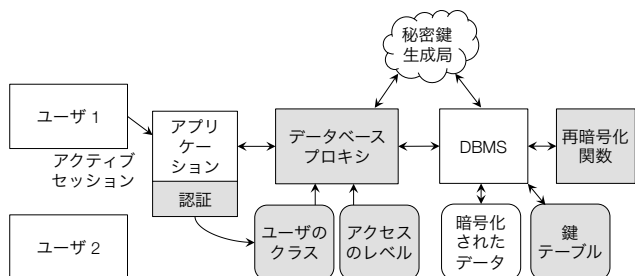 秘密鍵
生成局
ユーザ 1
アクティブ
セッション
アプリ
ケー
ション
認証
データベース
プロキシ
DBMS
再暗号化
関数
ユーザ 2
ユーザの
クラス
アクセス
のレベル
暗号化
された
データ
鍵
テーブル